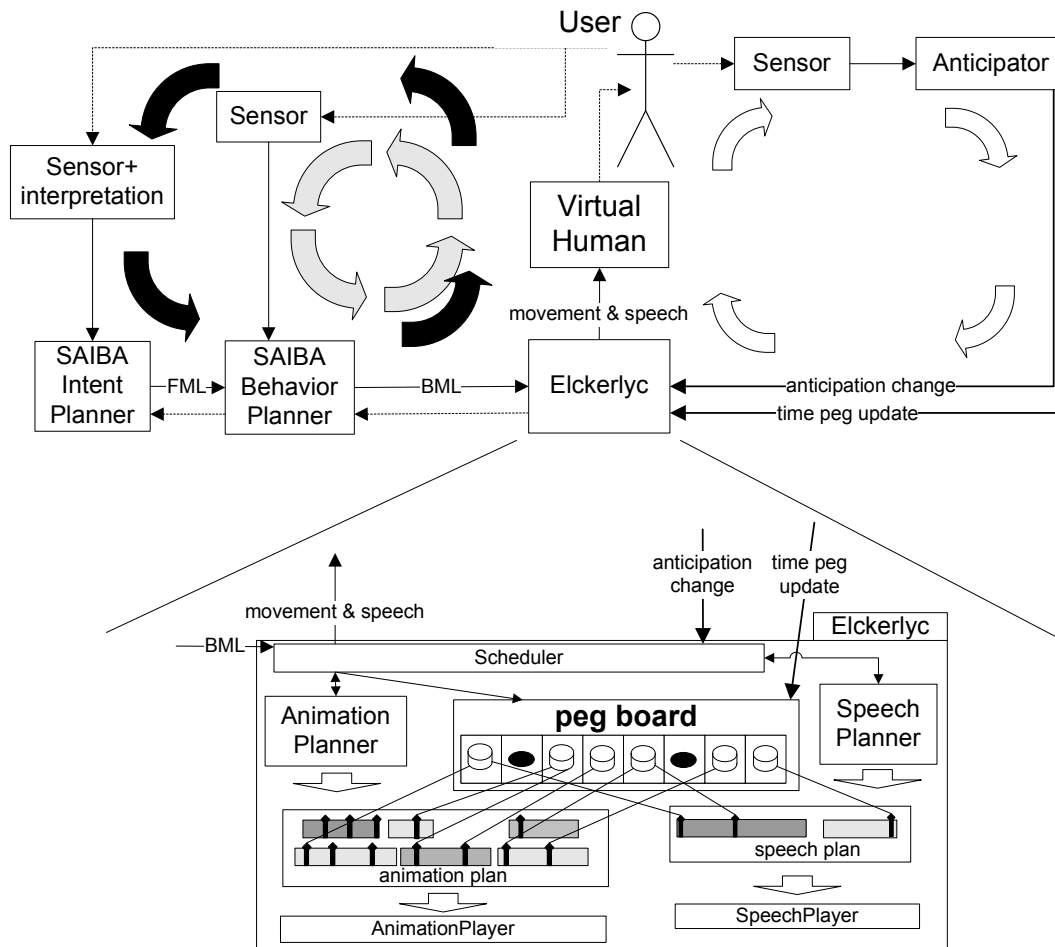 User
Sensor
Anticipator
Sensor
Sensor+
interpretation
Virtual
Human
movement & speech
SAIBA
Intent
Planner
FML
SAIBA
Behavior
Planner
BML
Elckerlyc
anticipation change
time peg update
anticipation
change
time peg
update
movement & speech
Elckerlyc
BML
Scheduler
Animation
Planner
peg board
Speech
Planner
animation plan
speech plan
AnimationPlayer
SpeechPlayer